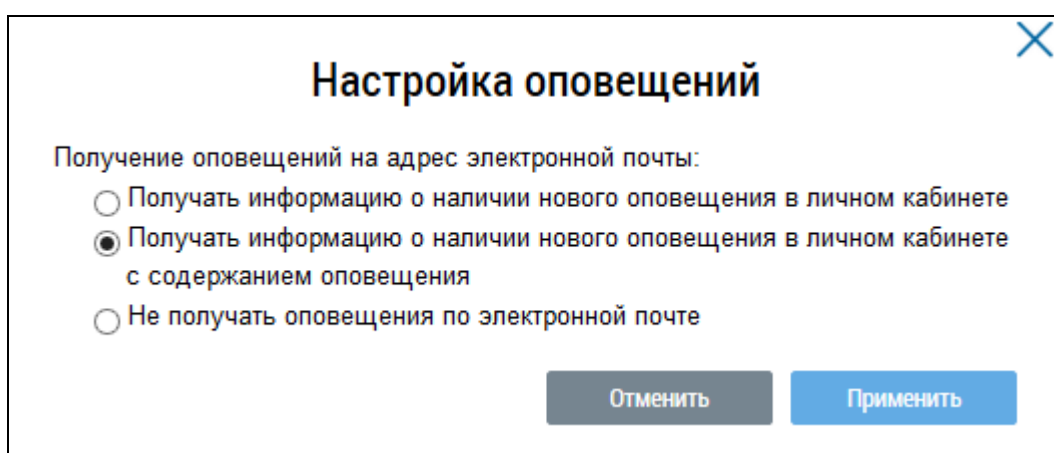 Настройка оповещений
Получение оповещений на адрес электронной почты:
Получать информацию о наличии нового оповещения в личном кабинете
Получать информацию о наличии нового оповещения в личном кабинете
с содержанием оповещения
Не получать оповещения по электронной почте
Отменить
Применить